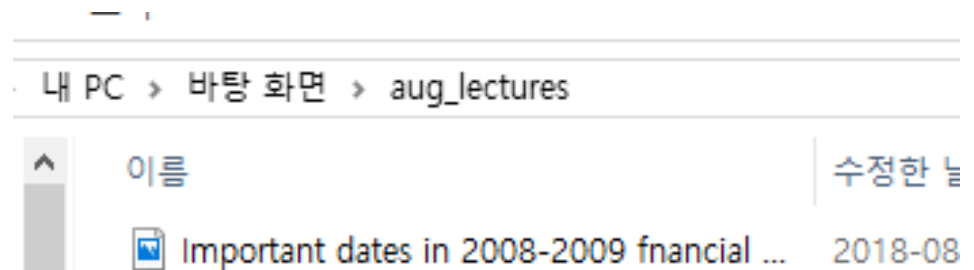 내 PC > 바탕 화면 > aug_lectures
이름 수정한
Important dates in 2008-2009 fnancial ... 2018-08